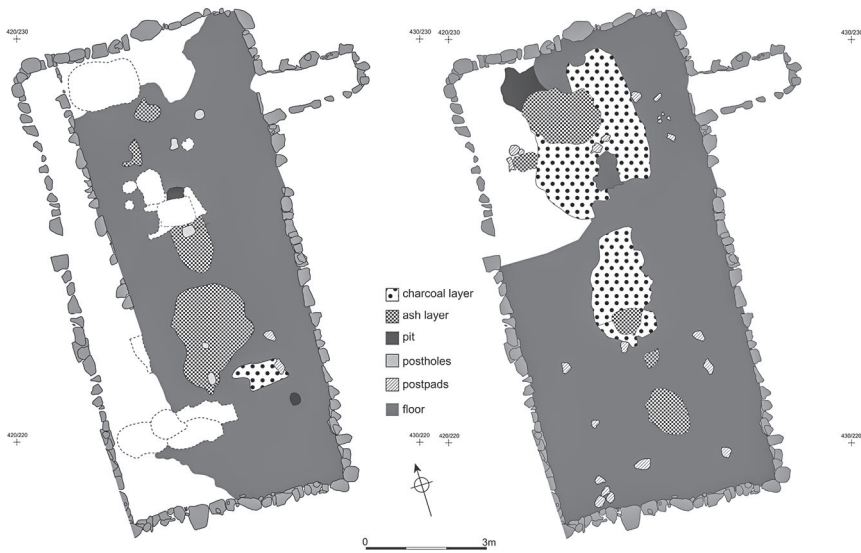 420/230
430/230 420/230
430/230
charcoal layer
ash layer
pit
postholes
postpads
floor
420/220
430/220 420/220
430/220
0 3m